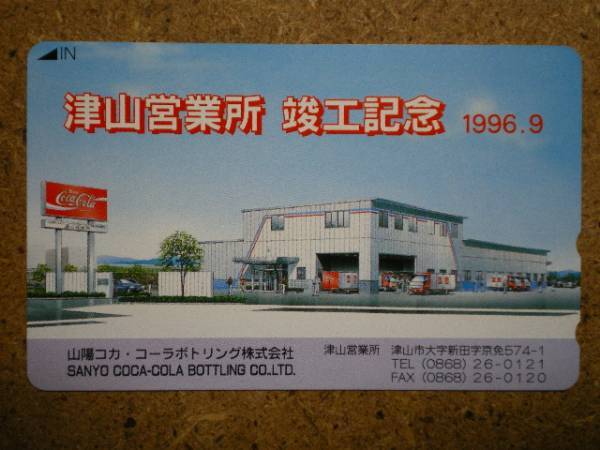 ◢IN
津山営業所 竣工記念 1996.9
Coca-Cola
山陽コカ・コーラボトリング株式会社
SANYO COCA-COLA BOTTLING CO.,LTD.
津山営業所 津山市大字新田字京免574-1
TEL (0868) 26-0121
FAX (0868) 26-0120